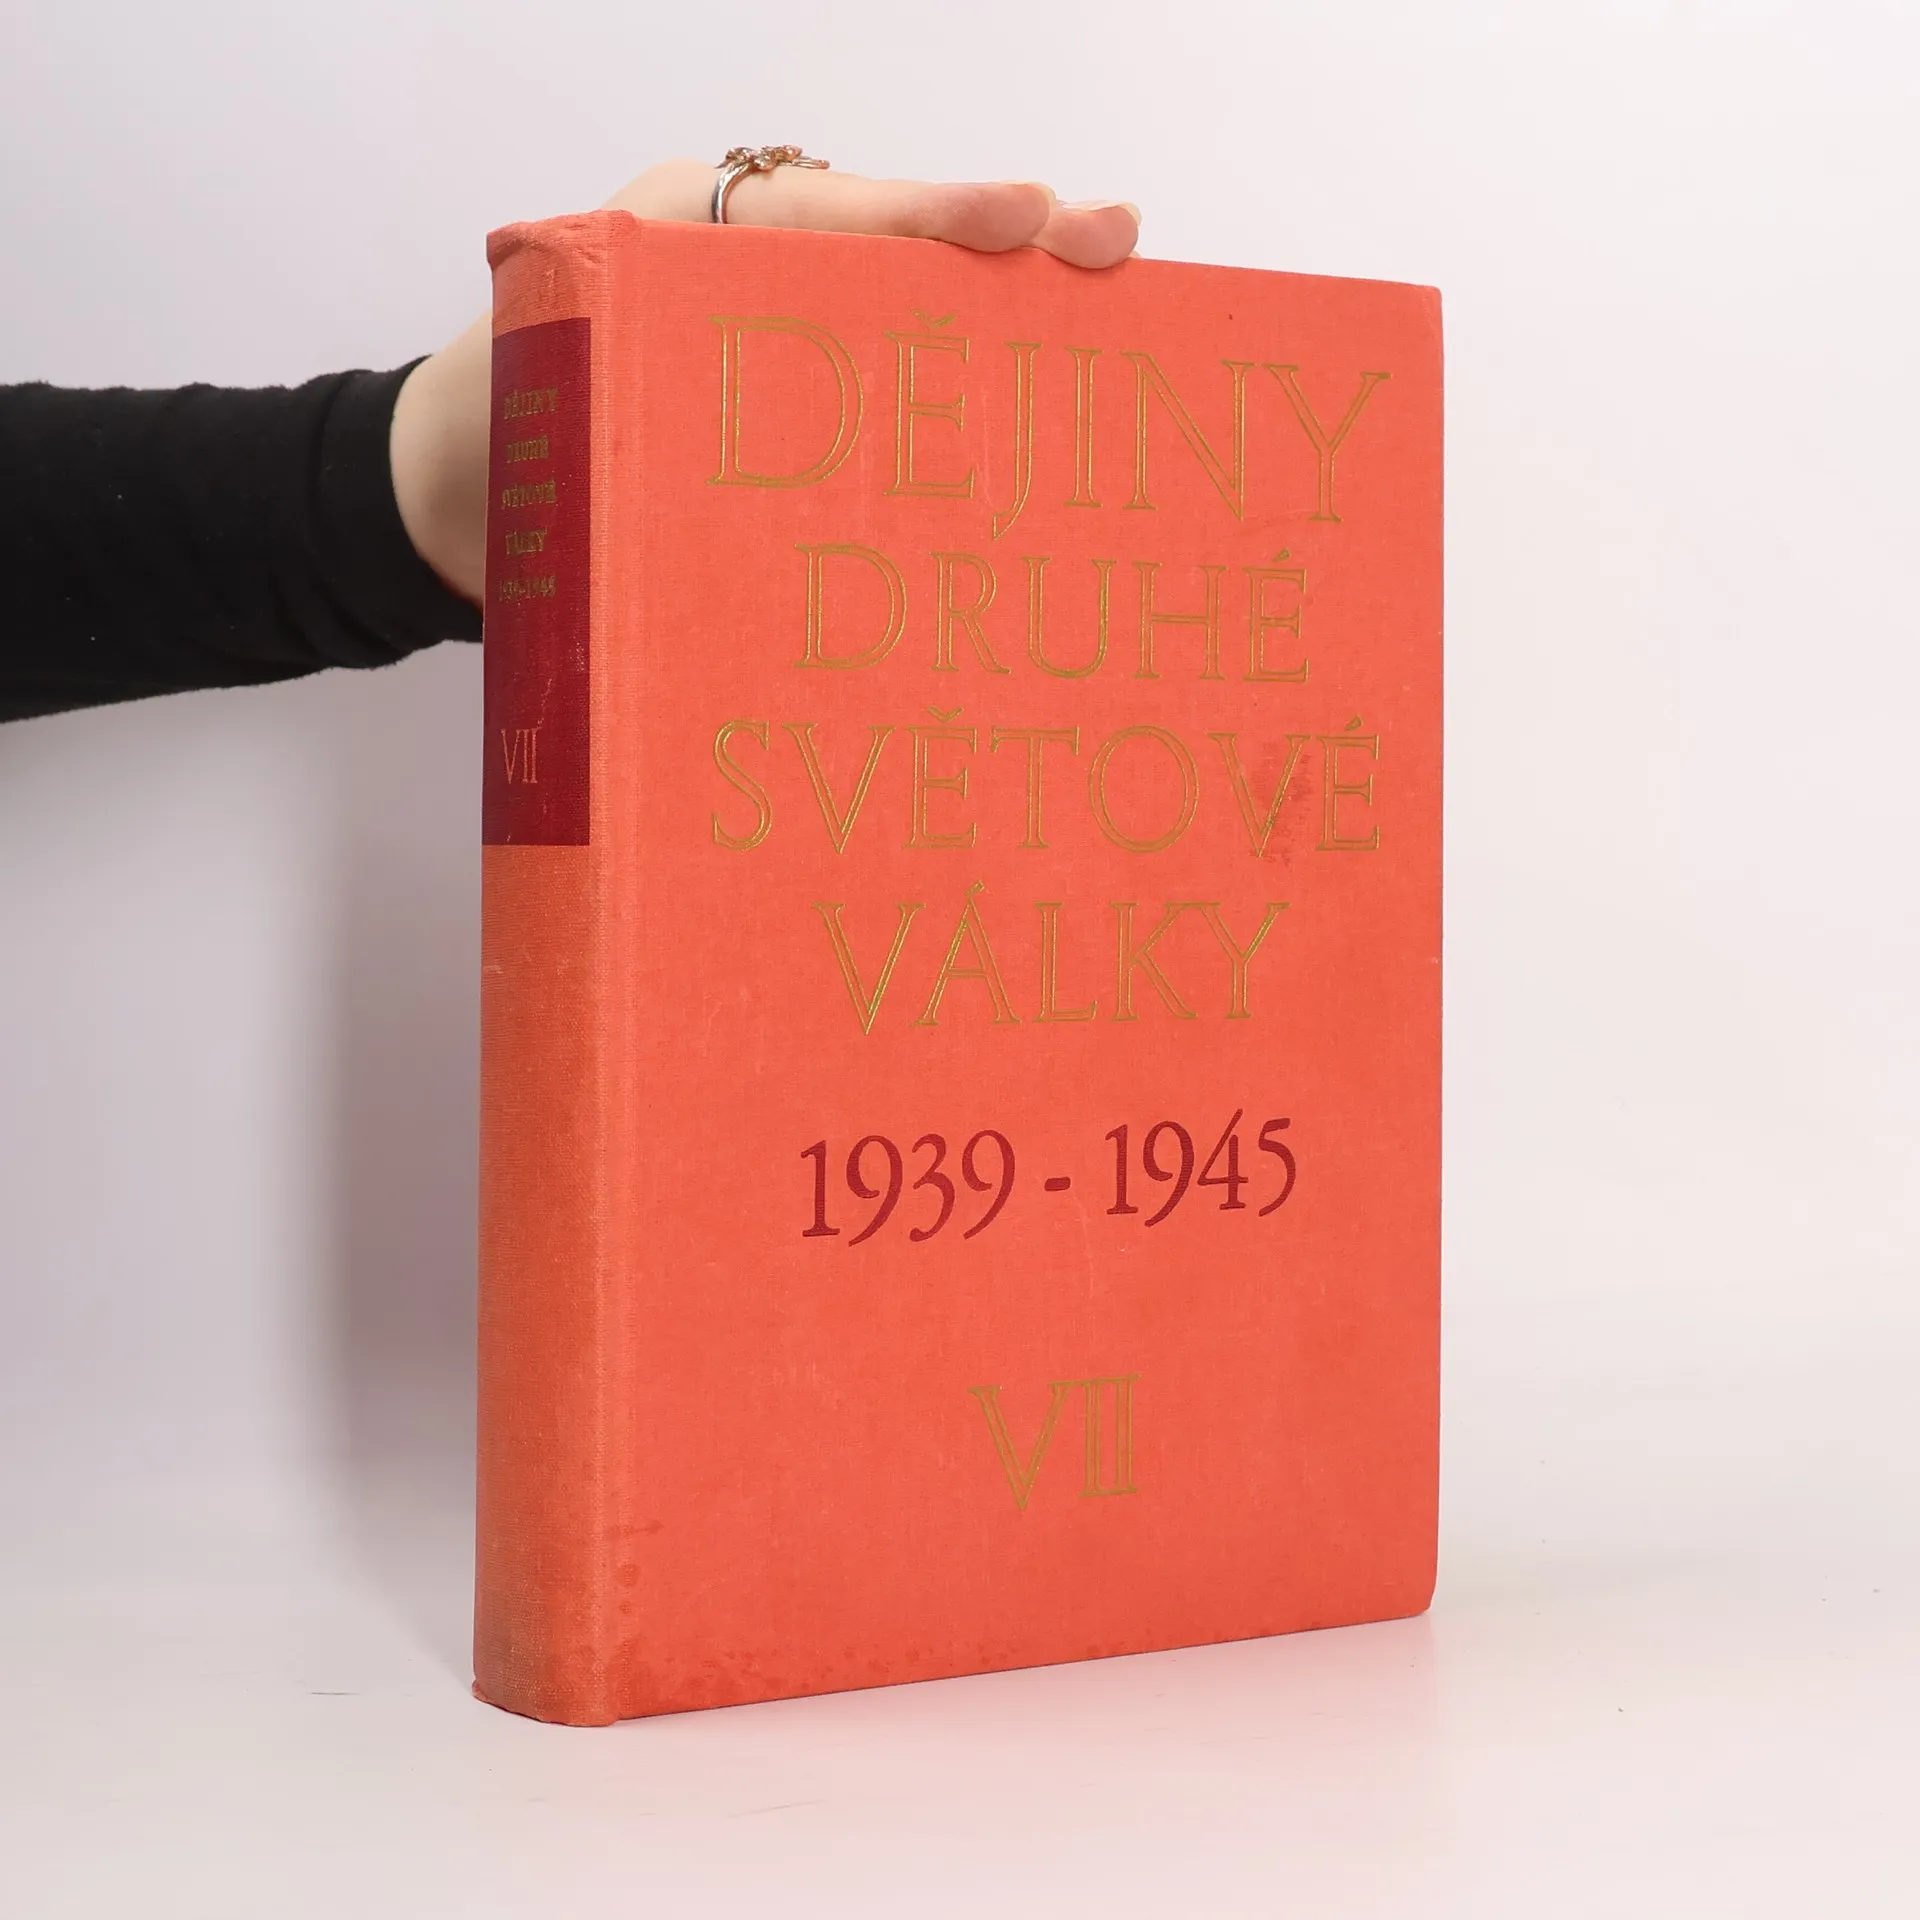 DĚJINY
DRUHÉ
SVĚTOVÉ
VÁLKY
1939-1945
VII
DĚJINY
DRUHÉ
SVĚTOVÉ
VÁLKY
1939 - 1945
VII